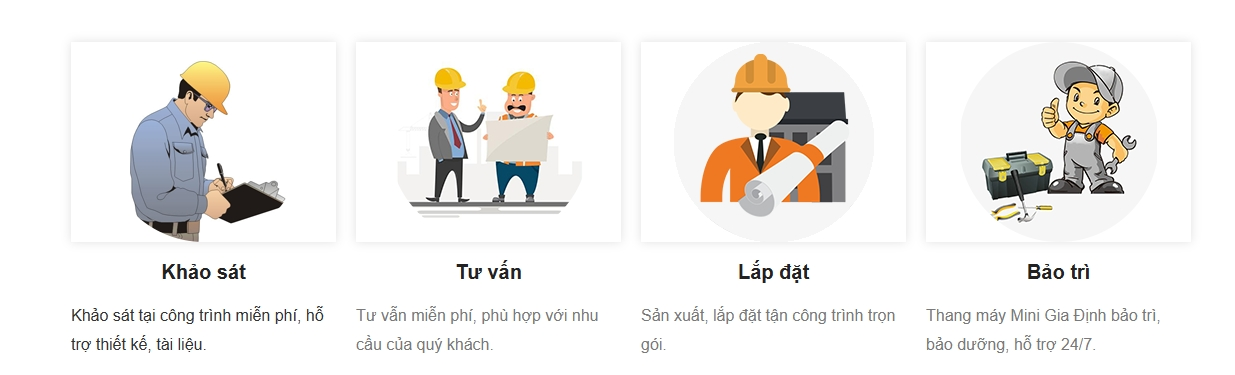 Khảo sát
Khảo sát tại công trình miễn phí, hỗ
trợ thiết kế, tài liệu.
Tư vấn
Tư vấn miễn phí, phù hợp với nhu
cầu của quý khách.
Lắp đặt
Sản xuất, lắp đặt tận công trình trọn
gói.
Bảo trì
Thang máy Mini Gia Định bảo trì,
bảo dưỡng, hỗ trợ 24/7.